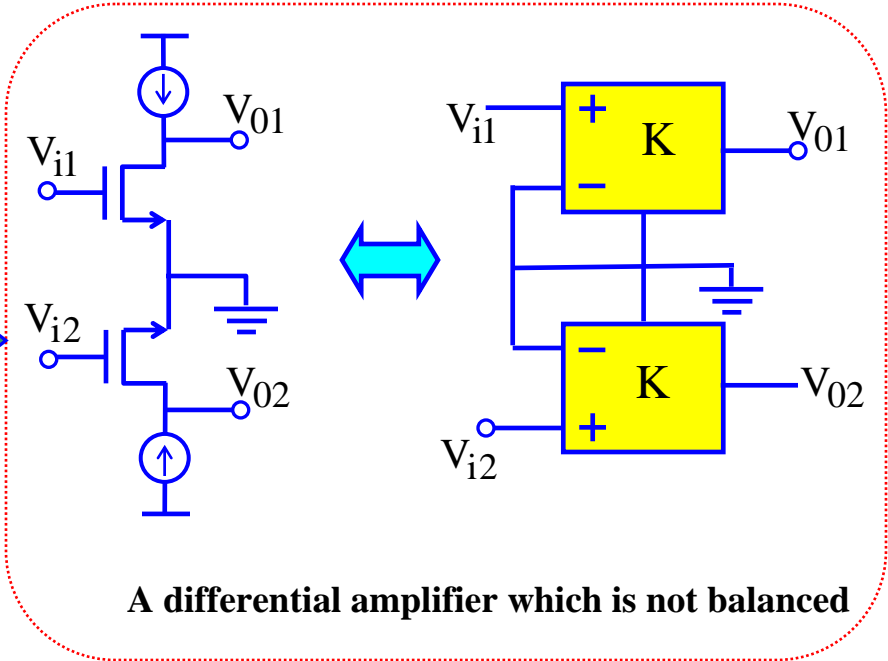 V01
Vi1
Vi2
V02
Vi1
+
K
−
V01
−
K
+
V02
Vi2
A differential amplifier which is not balanced